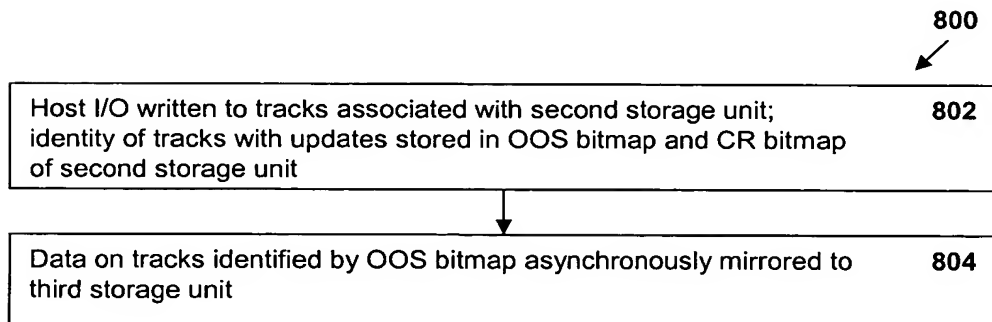 800
Host I/O written to tracks associated with second storage unit; 802
identity of tracks with updates stored in OOS bitmap and CR bitmap
of second storage unit
Data on tracks identified by OOS bitmap asynchronously mirrored to 804
third storage unit